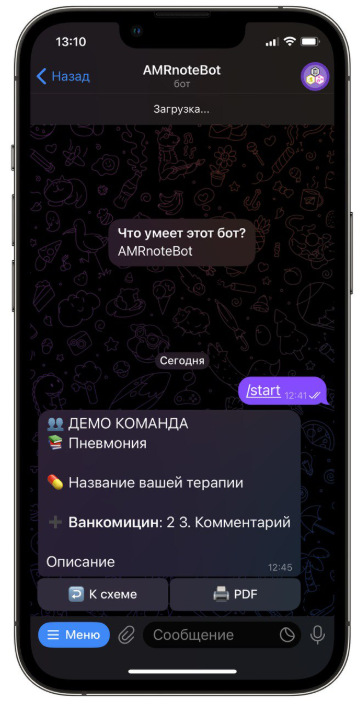 13:10
Назад
AMRnoteBot
бот
Загрузка...
Что умеет этот бот?
AMRnoteBot
Сегодня
/start 12:41
ДЕМО КОМАНДА
Пневмония
Название вашей терапии
Ванкомицин: 2 3. Комментарий
Описание
12:45
К схеме
PDF
Меню
Сообщение